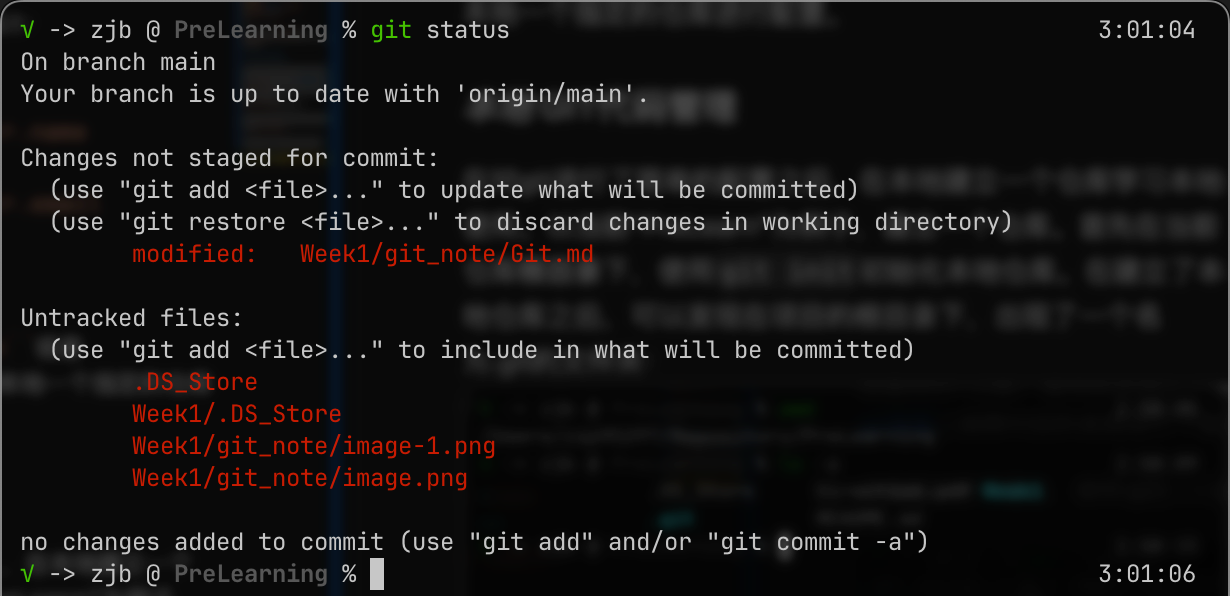 √ -> zjb @ PreLearning % git status 3:01:04
On branch main
Your branch is up to date with 'origin/main'.
Changes not staged for commit:
(use "git add <file>..." to update what will be committed)
(use "git restore <file>..." to discard changes in working directory)
modified: Week1/git_note/Git.md
Untracked files:
(use "git add <file>..." to include in what will be committed)
.DS_Store
Week1/.DS_Store
Week1/git_note/image-1.png
Week1/git_note/image.png
no changes added to commit (use "git add" and/or "git commit -a")
√ -> zjb @ PreLearning % 3:01:06